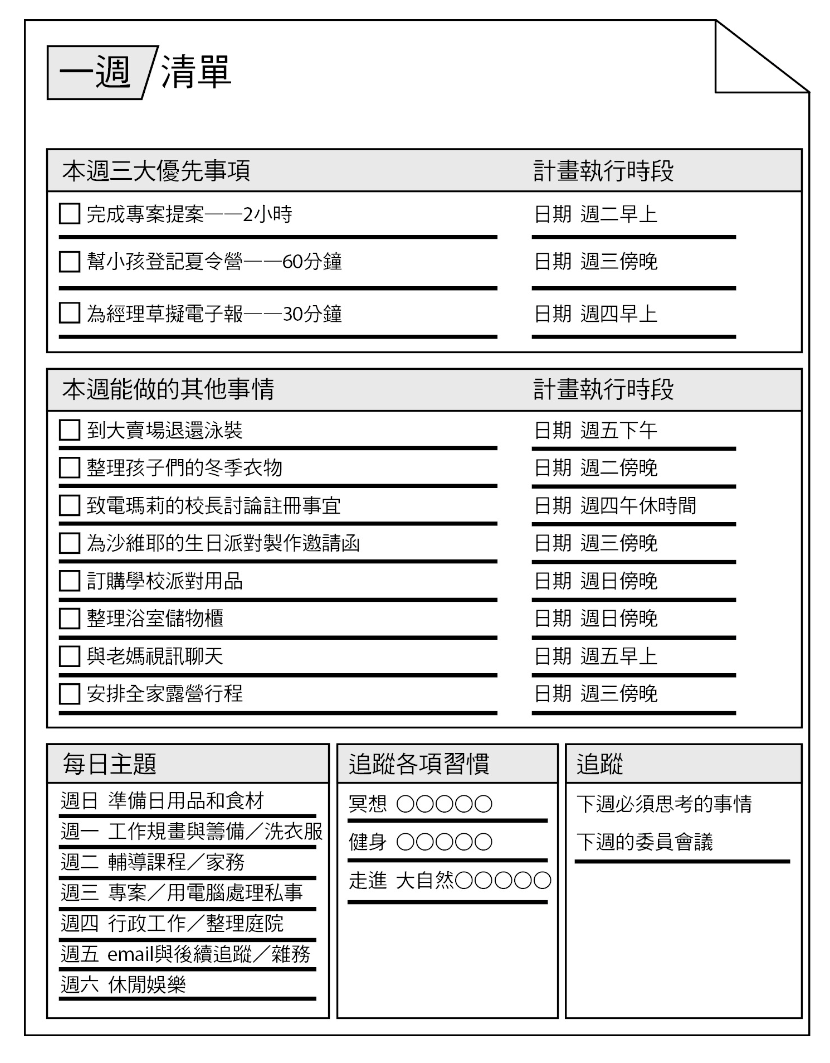 一週 清單
本週三大優先事項 計畫執行時段
完成專案提案——2小時 日期 週二早上
幫小孩登記夏令營——60分鐘 日期 週三傍晚
為經理草擬電子報——30分鐘 日期 週四早上
本週能做的其他事情 計畫執行時段
到大賣場退還泳裝 日期 週五下午
整理孩子們的冬季衣物 日期 週二傍晚
致電瑪莉的校長討論註冊事宜 日期 週四午休時間
為沙維耶的生日派對製作邀請函 日期 週三傍晚
訂購學校派對用品 日期 週日傍晚
整理浴室儲物櫃 日期 週日傍晚
與老媽視訊聊天 日期 週五早上
安排全家露營行程 日期 週三傍晚
每日主題
週日 準備日用品和食材
週一 工作規畫與籌備／洗衣服
週二 輔導課程／家務
週三 專案／用電腦處理私事
週四 行政工作／整理庭院
週五 email與後續追蹤／雜務
週六 休閒娛樂
追蹤各項習慣
冥想 ○○○○○
健身 ○○○○○
走進 大自然○○○○○
追蹤
下週必須思考的事情
下週的委員會議